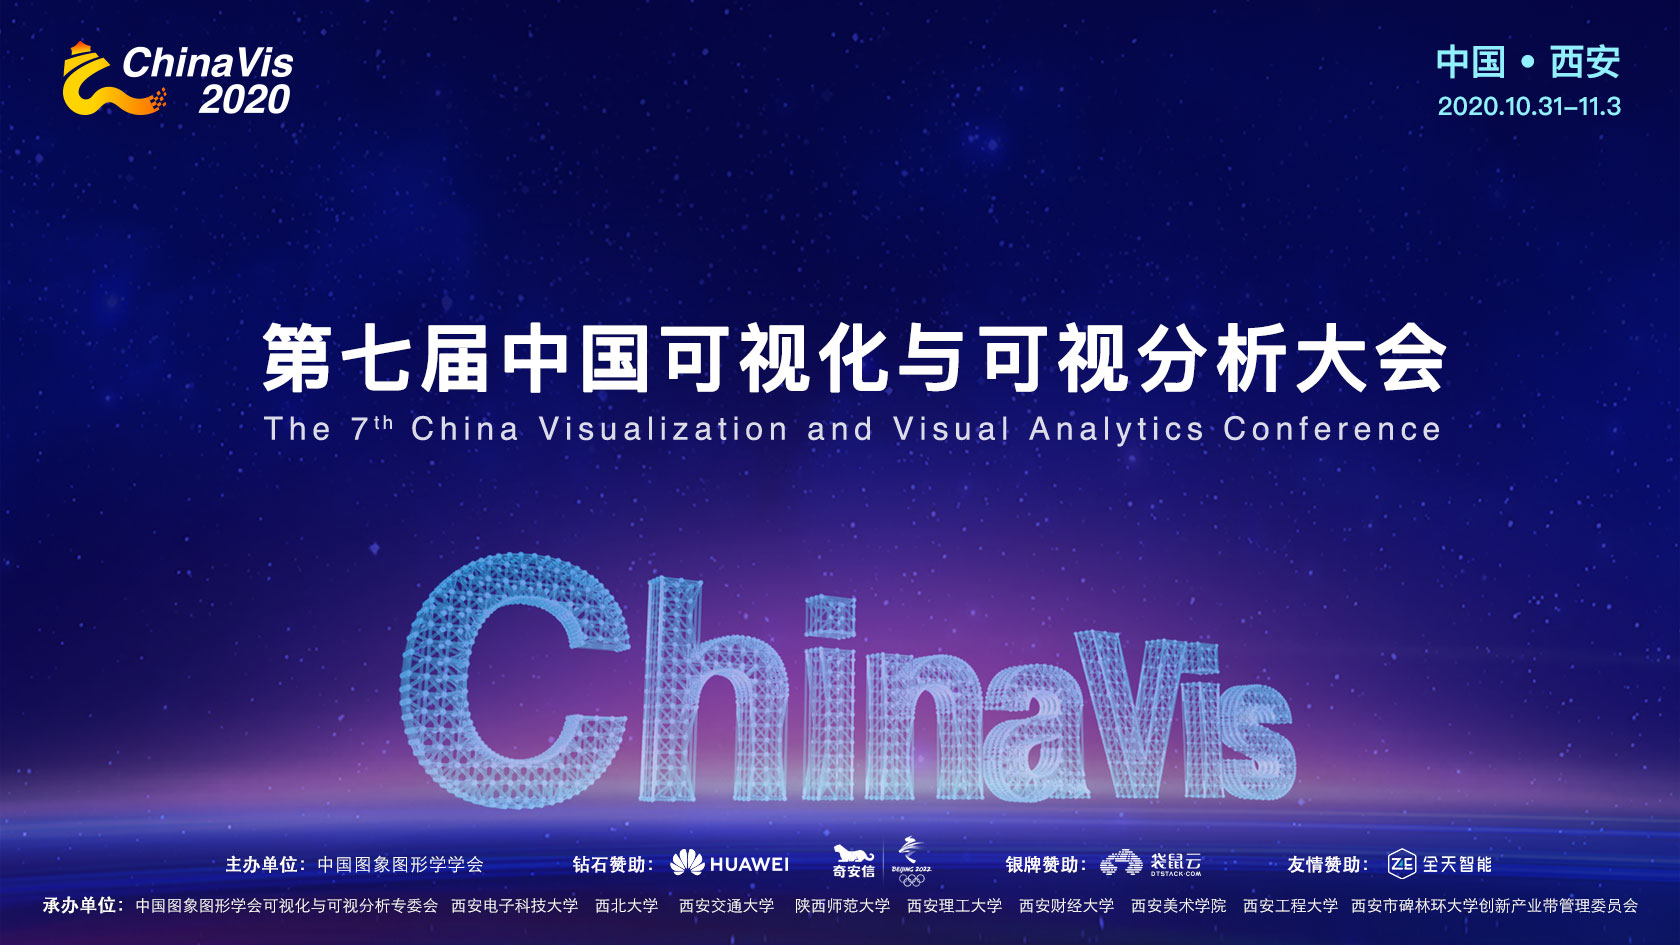 ChinaVis
2020
中国 • 西安
2020.10.31–11.3
第七届中国可视化与可视分析大会
The 7th China Visualization and Visual Analytics Conference
ChinaVis
主办单位：中国图象图形学学会 钻石赞助： HUAWEI 奇安信 BEIJING 2022 银牌赞助： 袋鼠云 DTSTACK.COM 友情赞助： ZE 全天智能
承办单位：中国图象图形学会可视化与可视分析专委会 西安电子科技大学 西北大学 西安交通大学 陕西师范大学 西安理工大学 西安财经大学 西安美术学院 西安工程大学 西安市碑林环大学创新产业带管理委员会